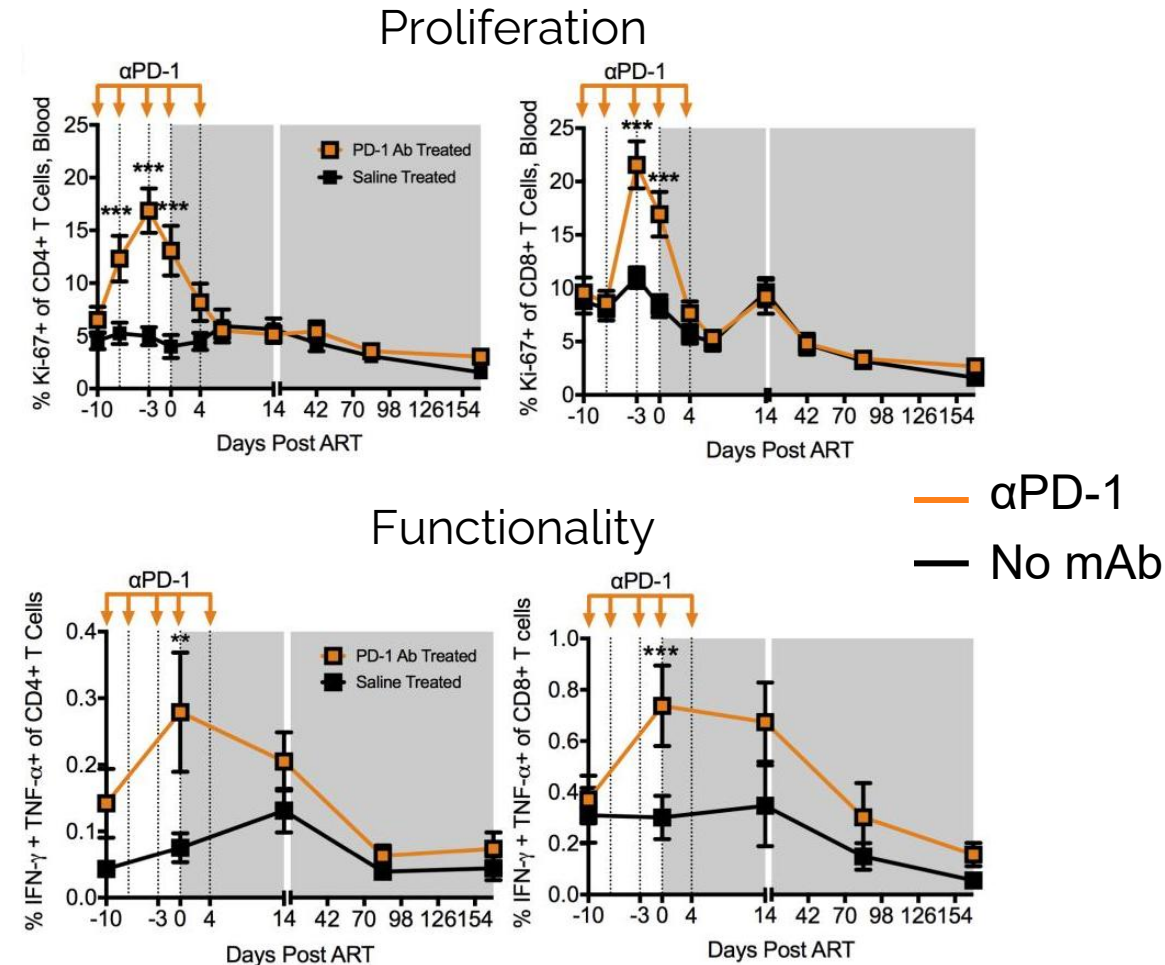 Proliferation
αPD-1
% Ki-67+ of CD4+ T Cells, Blood
25
20
15
10
5
0
***
***
***
PD-1 Ab Treated
Saline Treated
-10 -3 0 4 14 42 70 98 126154
Days Post ART
αPD-1
% Ki-67+ of CD8+ T Cells, Blood
25
20
15
10
5
0
***
***
-10 -3 0 4 14 42 70 98 126154
Days Post ART
αPD-1
No mAb
Functionality
αPD-1
% IFN-γ + TNF-α+ of CD4+ T Cells
0.4
0.3
0.2
0.1
0.0
**
PD-1 Ab Treated
Saline Treated
-10 -3 0 4 14 42 70 98 126154
Days Post ART
αPD-1
% IFN-γ + TNF-α+ of CD8+ T cells
1.0
0.8
0.6
0.4
0.2
0.0
***
-10 -3 0 4 14 42 70 98 126154
Days Post ART